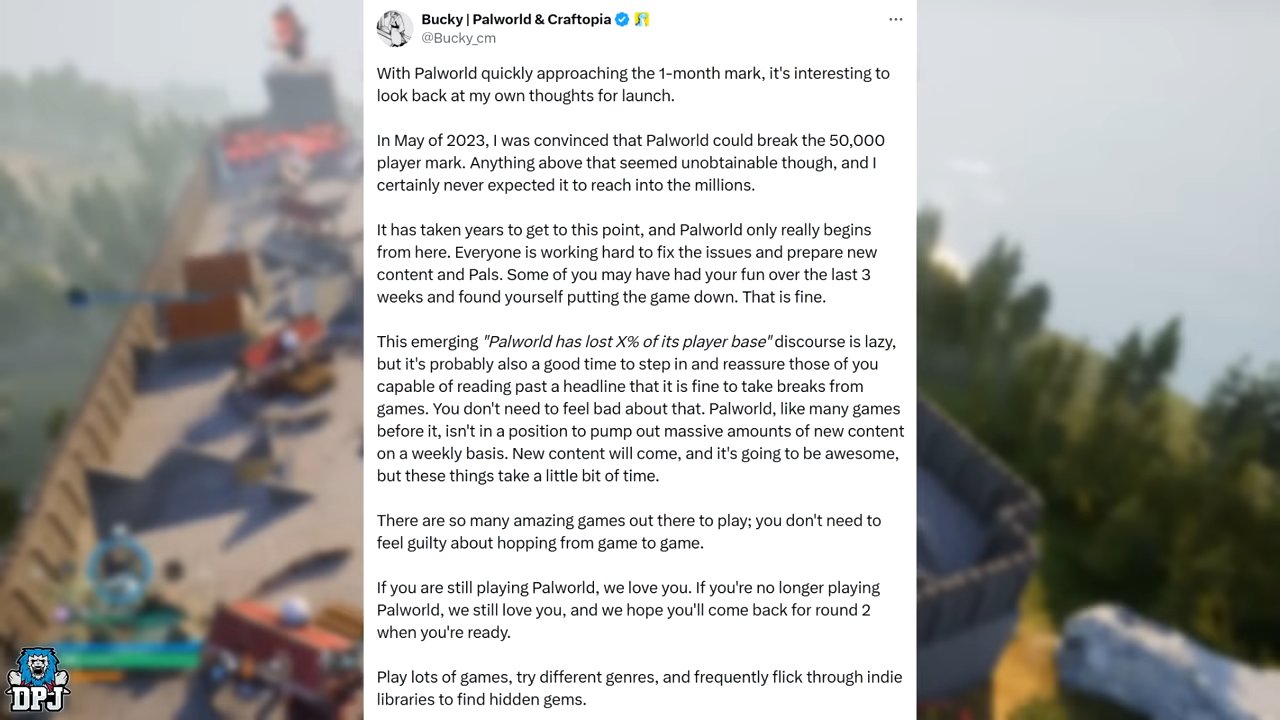 Bucky | Palworld & Craftopia
@Bucky_cm
With Palworld quickly approaching the 1-month mark, it's interesting to
look back at my own thoughts for launch.
In May of 2023, I was convinced that Palworld could break the 50,000
player mark. Anything above that seemed unobtainable though, and I
certainly never expected it to reach into the millions.
It has taken years to get to this point, and Palworld only really begins
from here. Everyone is working hard to fix the issues and prepare new
content and Pals. Some of you may have had your fun over the last 3
weeks and found yourself putting the game down. That is fine.
This emerging "Palworld has lost X% of its player base" discourse is lazy,
but it's probably also a good time to step in and reassure those of you
capable of reading past a headline that it is fine to take breaks from
games. You don't need to feel bad about that. Palworld, like many games
before it, isn't in a position to pump out massive amounts of new content
on a weekly basis. New content will come, and it's going to be awesome,
but these things take a little bit of time.
There are so many amazing games out there to play; you don't need to
feel guilty about hopping from game to game.
If you are still playing Palworld, we love you. If you're no longer playing
Palworld, we still love you, and we hope you'll come back for round 2
when you're ready.
Play lots of games, try different genres, and frequently flick through indie
libraries to find hidden gems.
DPJ